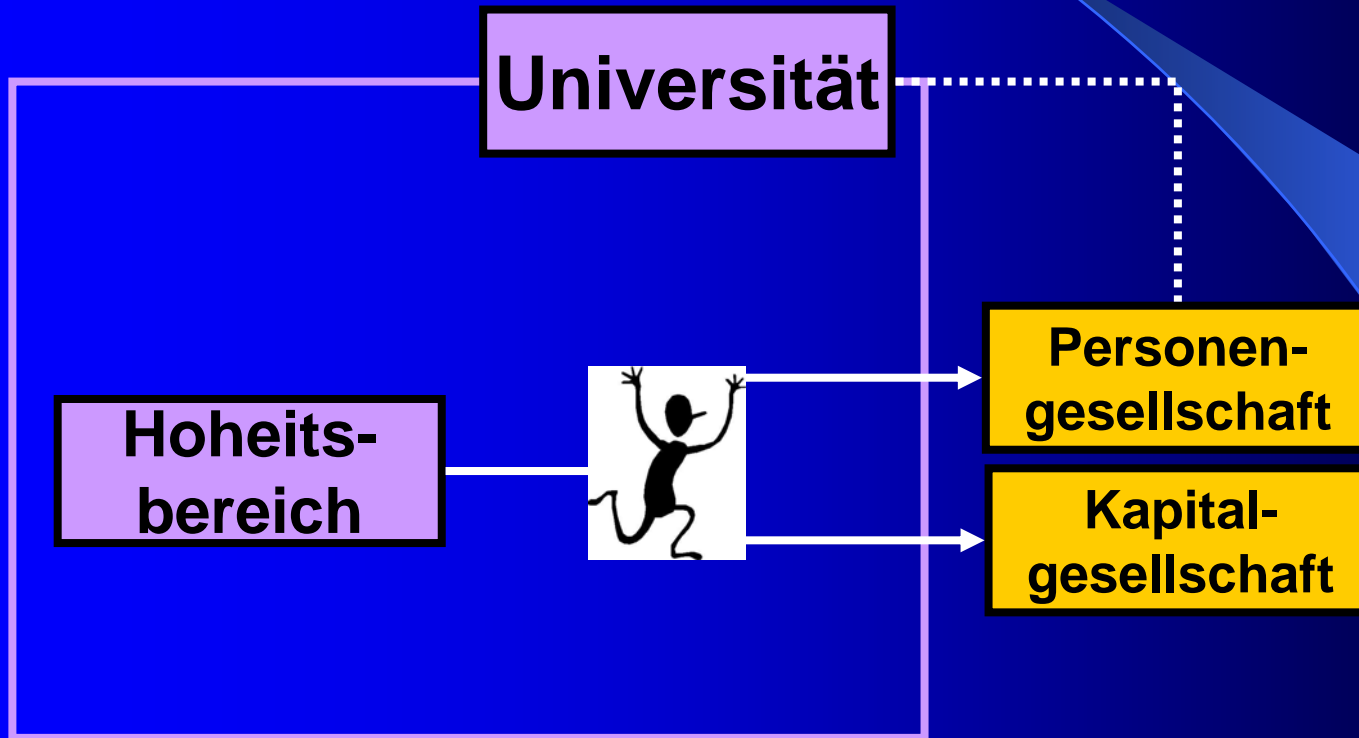 Universität
Personen-
gesellschaft
Hoheits-
bereich
Kapital-
gesellschaft